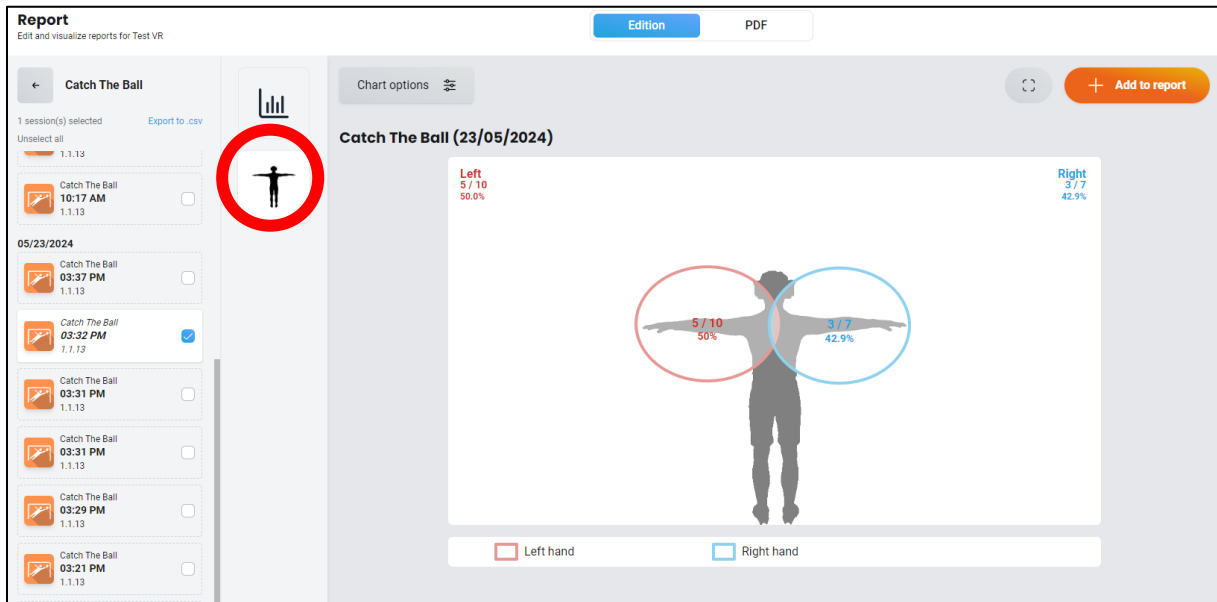 Report
Edit and visualize reports for Test VR
Edition
PDF
Catch The Ball
1 session(s) selected
Export to .csv
Unselect all
1.1.13
Catch The Ball
10:17 AM
1.1.13
05/23/2024
Catch The Ball
03:37 PM
1.1.13
Catch The Ball
03:32 PM
1.1.13
Catch The Ball
03:31 PM
1.1.13
Catch The Ball
03:31 PM
1.1.13
Catch The Ball
03:29 PM
1.1.13
Catch The Ball
03:21 PM
1.1.13
Chart options
Add to report
Catch The Ball (23/05/2024)
Left
5 / 10
50.0%
Right
3 / 7
42.9%
5 / 10
50%
3 / 7
42.9%
Left hand
Right hand